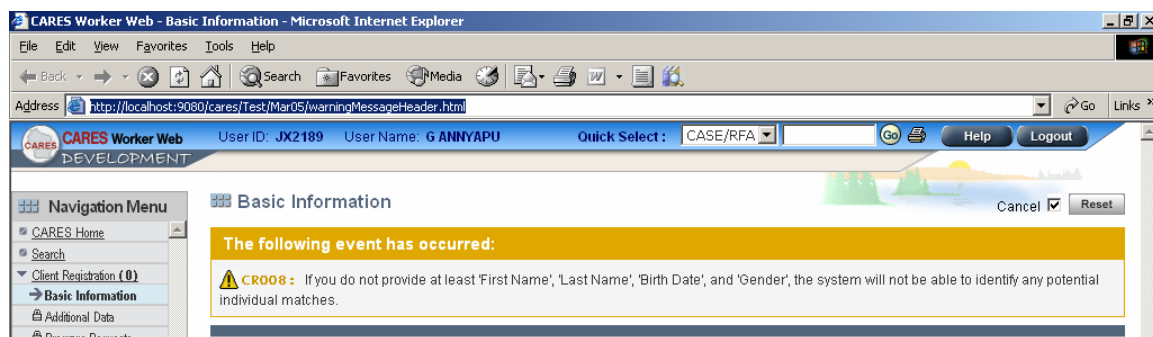 CARES Worker Web - Basic Information - Microsoft Internet Explorer
File Edit View Favorites Tools Help
Back Search Favorites Media
Address http://localhost:9080/cares/Test/Mar05/warningMessageHeader.html Go Links »
CARES CARES Worker Web User ID: JX2189 User Name: G ANNYAPU Quick Select: CASE/RFA Go Help Logout
DEVELOPMENT
Navigation Menu
CARES Home
Search
Client Registration (0)
Basic Information
Additional Data
Program Requests
Basic Information
Cancel Reset
The following event has occurred:
CR008: If you do not provide at least 'First Name', 'Last Name', 'Birth Date', and 'Gender', the system will not be able to identify any potential
individual matches.